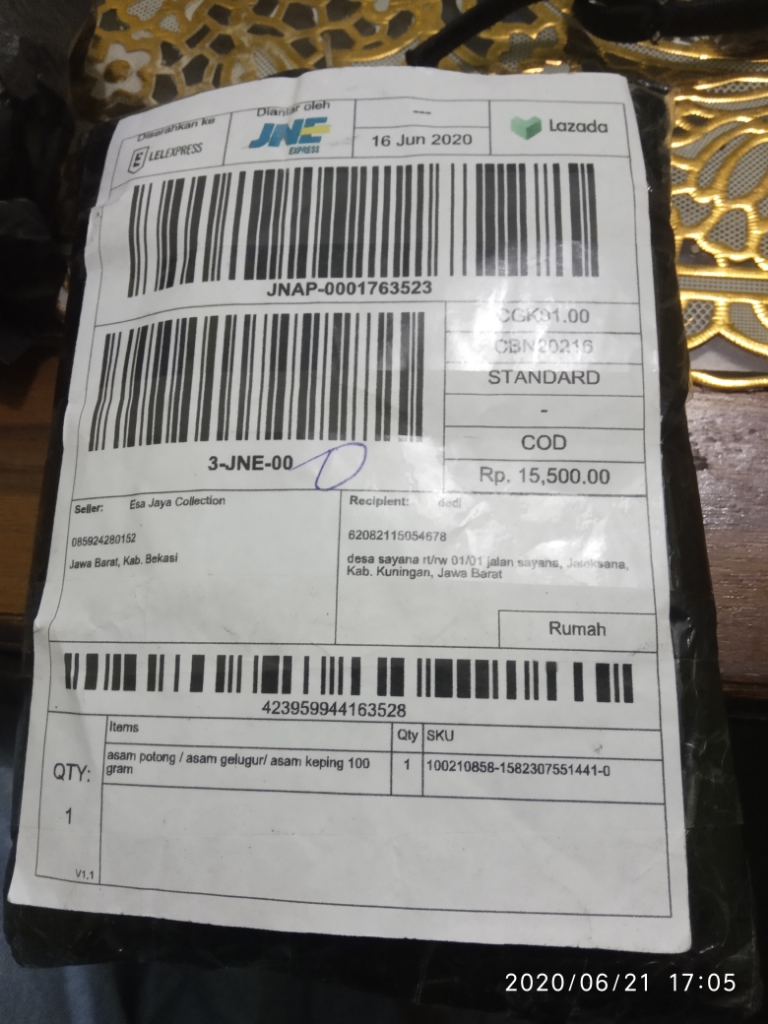 Diserahkan ke
LELEXPRESS
Diantar oleh
JNE
EXPRESS
---
16 Jun 2020
Lazada
JNAP-0001763523
CGK01.00
CBN20216
STANDARD
-
COD
Rp. 15,500.00
3-JNE-00
Seller: Esa Jaya Collection
085924280152
Jawa Barat, Kab. Bekasi
Recipient: dedi
62082115054678
desa sayana rt/rw 01/01 jalan sayana, Jalaksana,
Kab. Kuningan, Jawa Barat
Rumah
423959944163528
QTY:
1
V1.1
Items
Qty
SKU
asam potong / asam gelugur/ asam keping 100
gram
1
100210858-1582307551441-0
2020/06/21 17:05